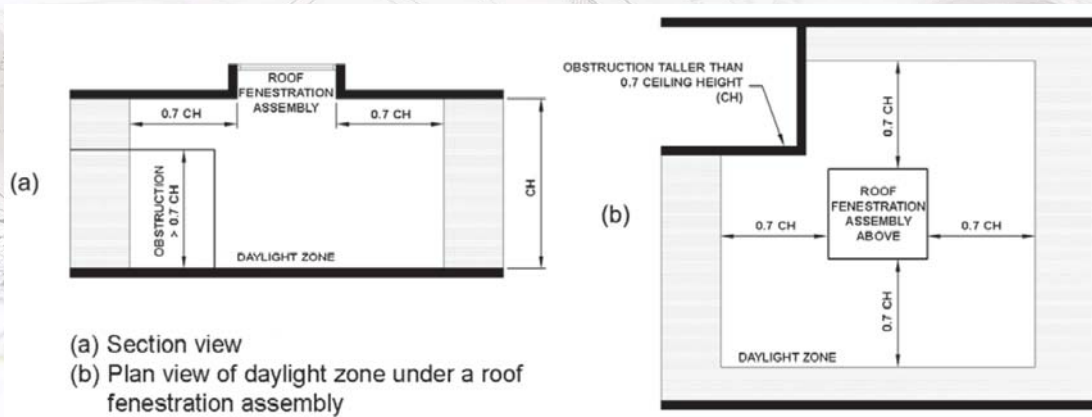 (a)
ROOF
FENESTRATION
ASSEMBLY
0.7 CH
0.7 CH
OBSTRUCTION
> 0.7 CH
CH
DAYLIGHT ZONE
(a) Section view
(b) Plan view of daylight zone under a roof
fenestration assembly
(b)
OBSTRUCTION TALLER THAN
0.7 CEILING HEIGHT
(CH)
0.7 CH
ROOF
FENESTRATION
ASSEMBLY
ABOVE
0.7 CH
0.7 CH
0.7 CH
DAYLIGHT ZONE